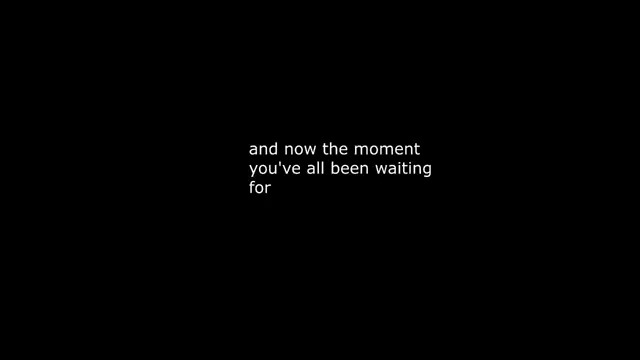 and now the moment
you've all been waiting
for